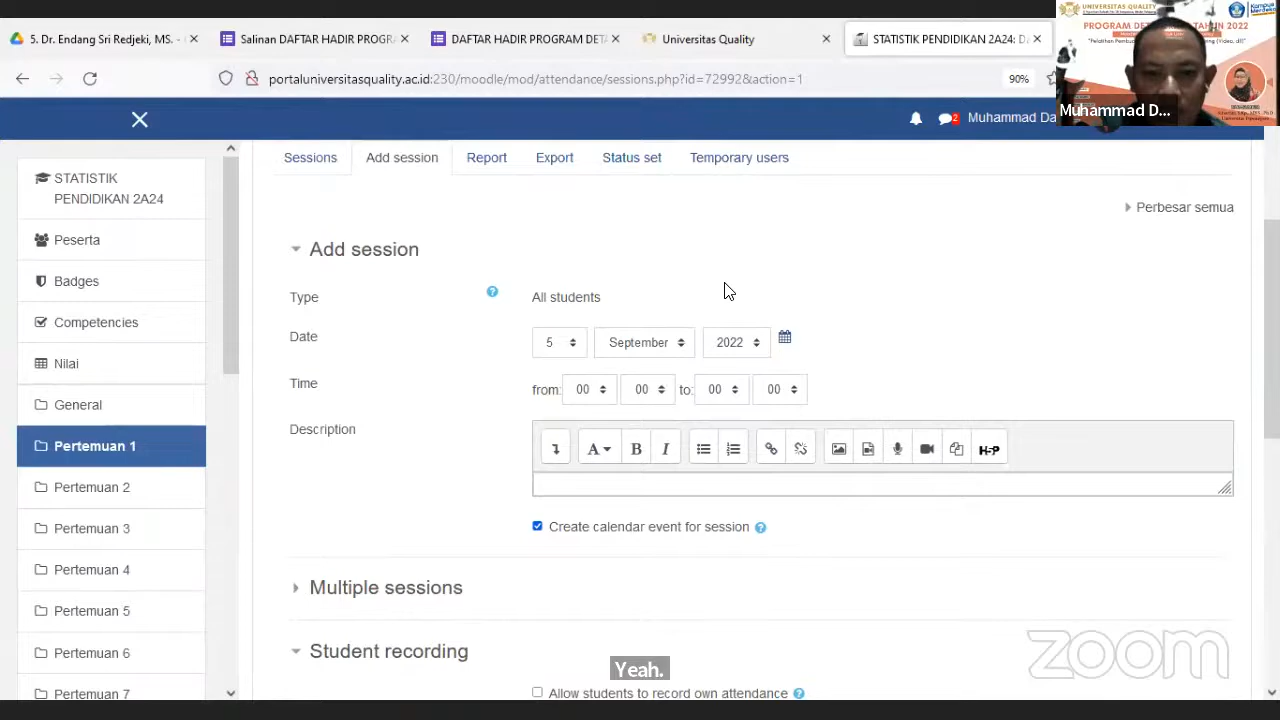 5. Dr. Endang Sri Redjeki, MS. -
Salinan DAFTAR HADIR PROGR
Uersitas Quality
STATISTIK PENDIDIKAN 2A24: D
portaluniversitasquality.ac.id:230/moodle/mod/attendance/sessions.php?id=72992&action=1
90%
UNIVERSITAS QUALITY
2022
Muhammad D...
2
Muhammad Da
Sessions
Add session
Report
Export
Status set
Temporary users
STATISTIK
PENDIDIKAN 2A24
Peserta
Badges
Competencies
Nilai
General
Pertemuan 1
Pertemuan 2
Pertemuan 3
Pertemuan 4
Pertemuan 5
Pertemuan 6
Pertemuan 7
Perbesar semua
Add session
Type
All students
Date
5 September 2022
Time
from: 00 00 to: 00 00
Description
A B I
H5P
Create calendar event for session
Multiple sessions
Student recording
Allow students to record own attendance
Yeah.
zoom